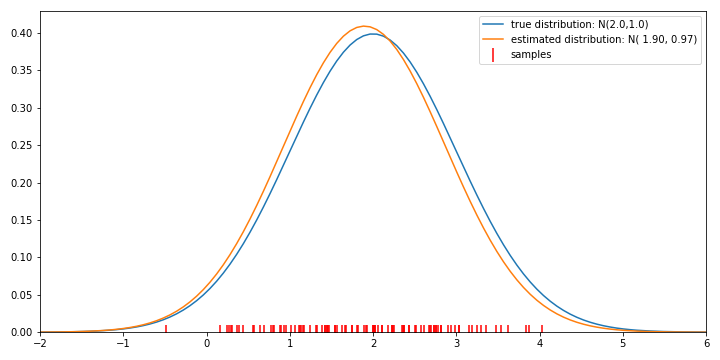 true distribution: N(2.0,1.0)
estimated distribution: N( 1.90, 0.97)
samples
0.40
0.35
0.30
0.25
0.20
0.15
0.10
0.05
0.00
−2 −1 0 1 2 3 4 5 6